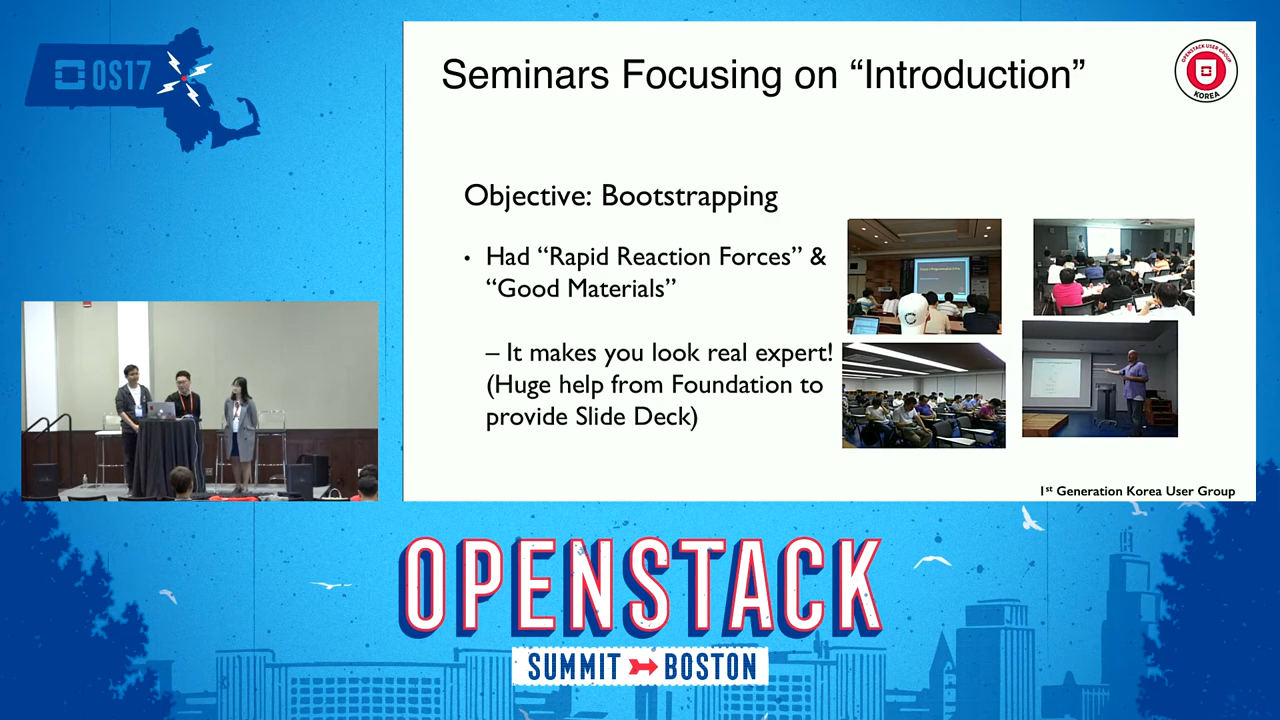 OS17
Seminars Focusing on “Introduction”
OPENSTACK USER GROUP
KOREA
Objective: Bootstrapping
• Had “Rapid Reaction Forces” &
“Good Materials”
– It makes you look real expert!
(Huge help from Foundation to
provide Slide Deck)
1st Generation Korea User Group
OPENSTACK
SUMMIT BOSTON